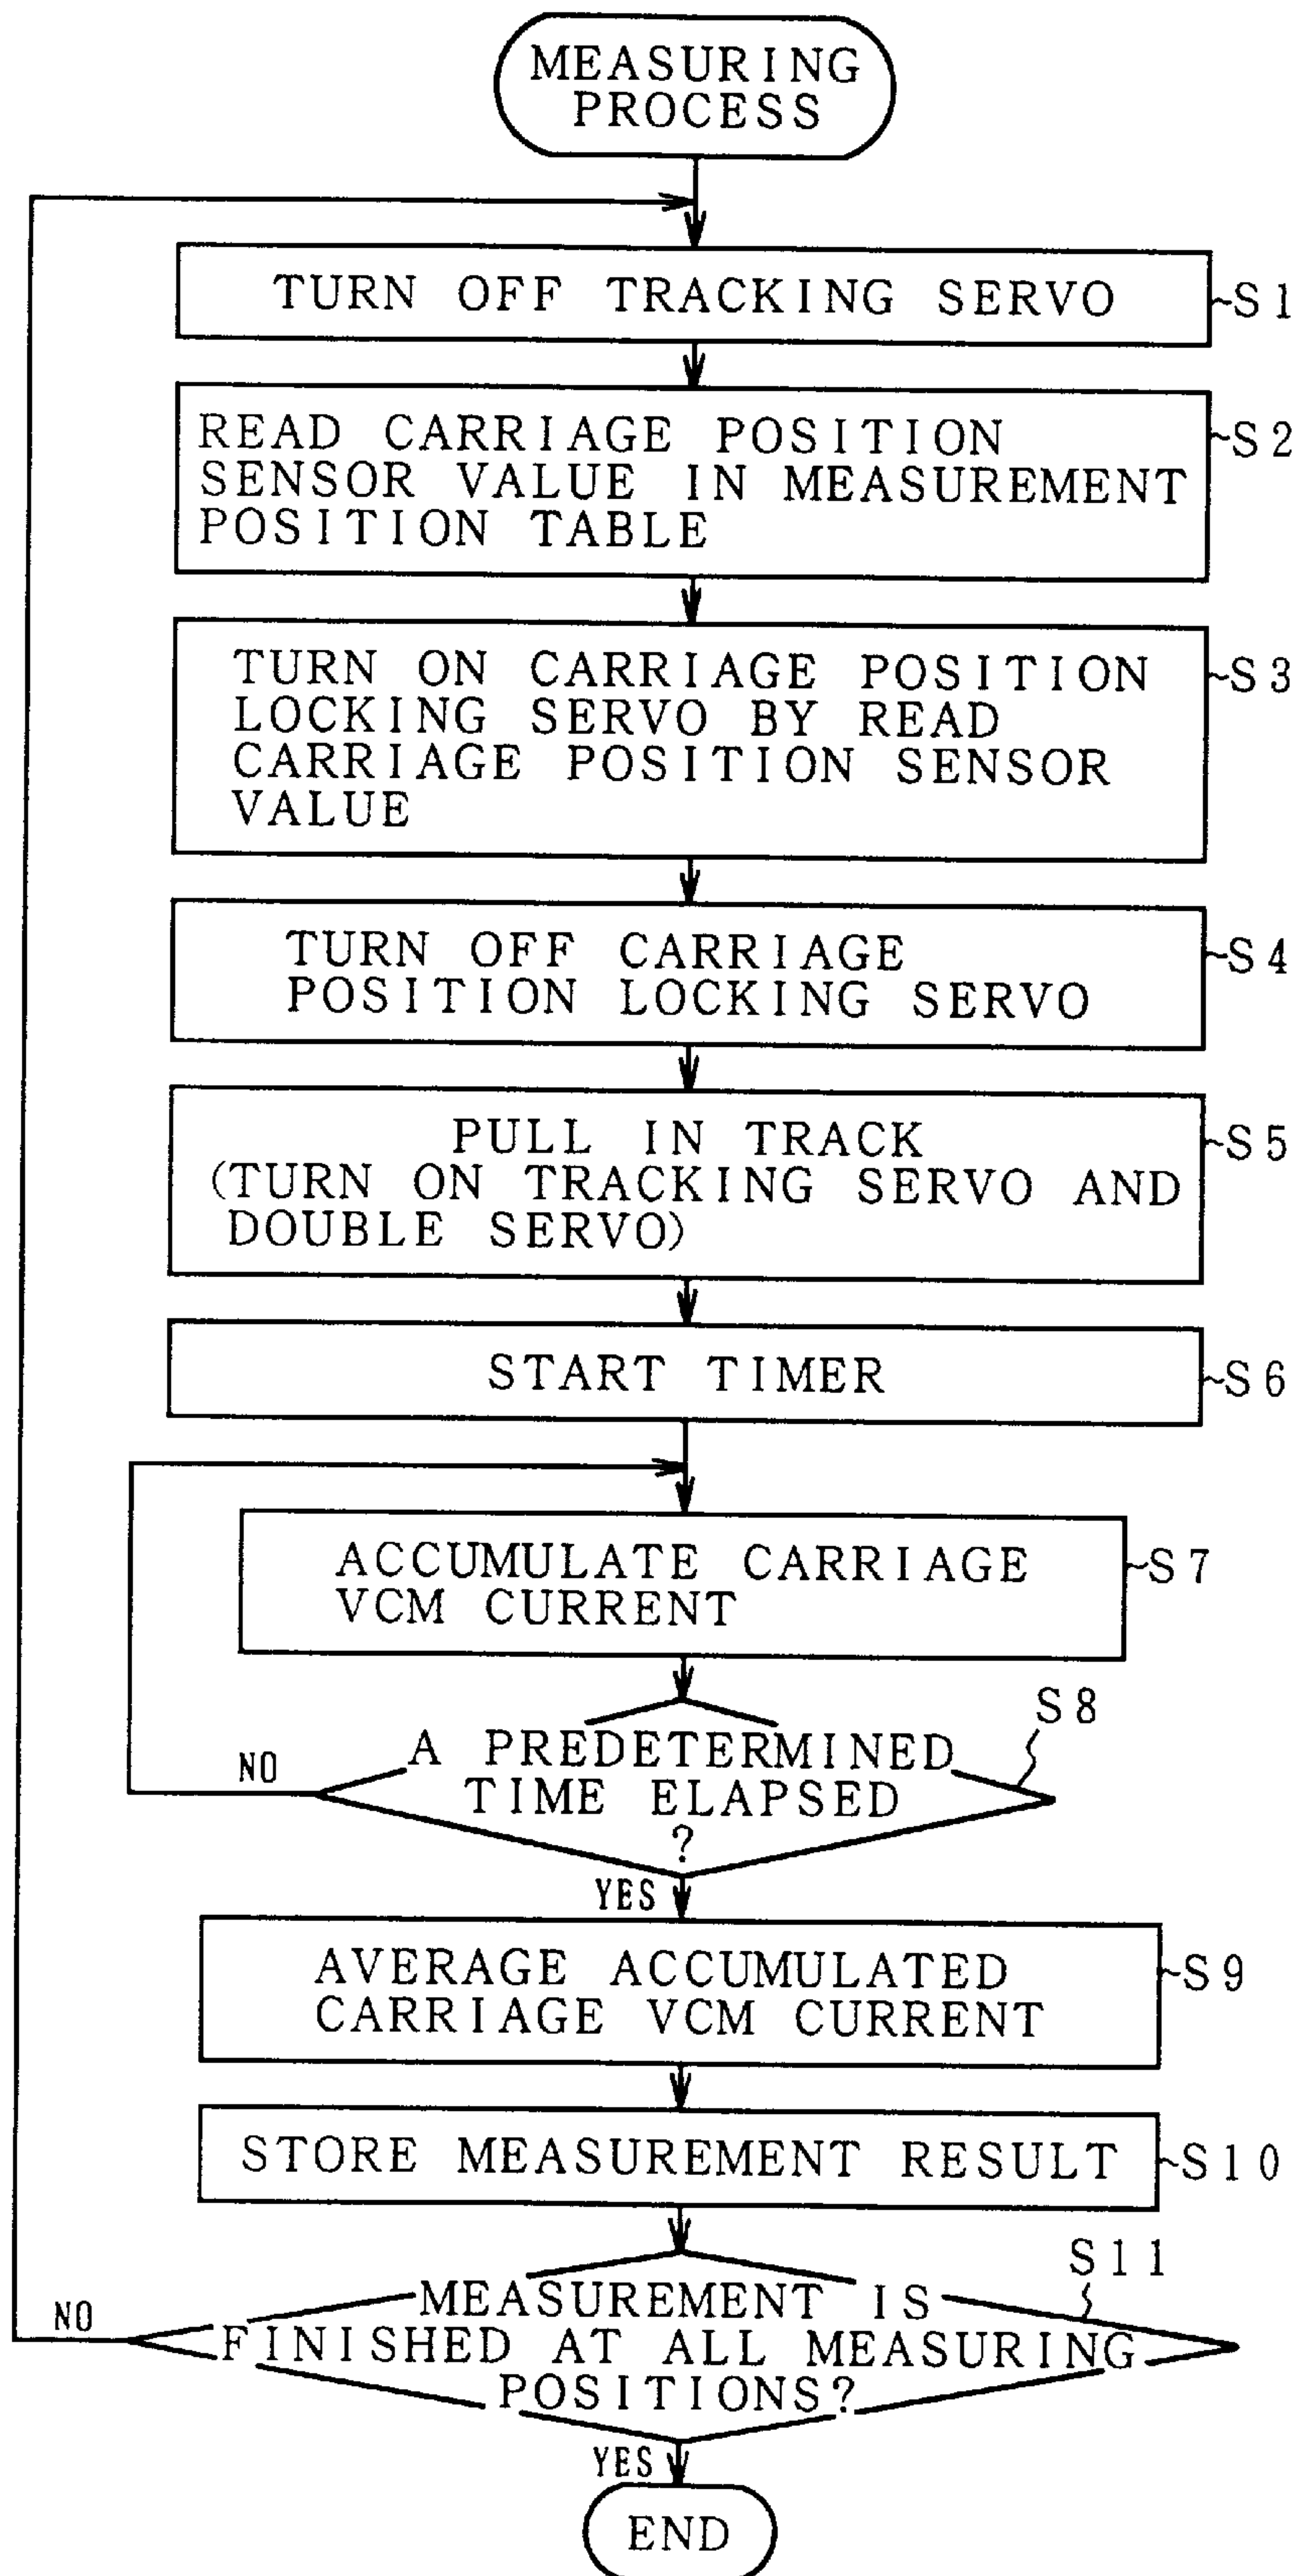 MEASURING
PROCESS
TURN OFF TRACKING SERVO
S1
READ CARRIAGE POSITION
SENSOR VALUE IN MEASUREMENT
POSITION TABLE
S2
TURN ON CARRIAGE POSITION
LOCKING SERVO BY READ
CARRIAGE POSITION SENSOR
VALUE
S3
TURN OFF CARRIAGE
POSITION LOCKING SERVO
S4
PULL IN TRACK
(TURN ON TRACKING SERVO AND
DOUBLE SERVO)
S5
START TIMER
S6
ACCUMULATE CARRIAGE
VCM CURRENT
S7
S8
A PREDETERMINED
TIME ELAPSED
?
NO
YES
AVERAGE ACCUMULATED
CARRIAGE VCM CURRENT
S9
STORE MEASUREMENT RESULT
S10
S11
MEASUREMENT IS
FINISHED AT ALL MEASURING
POSITIONS?
NO
YES
END